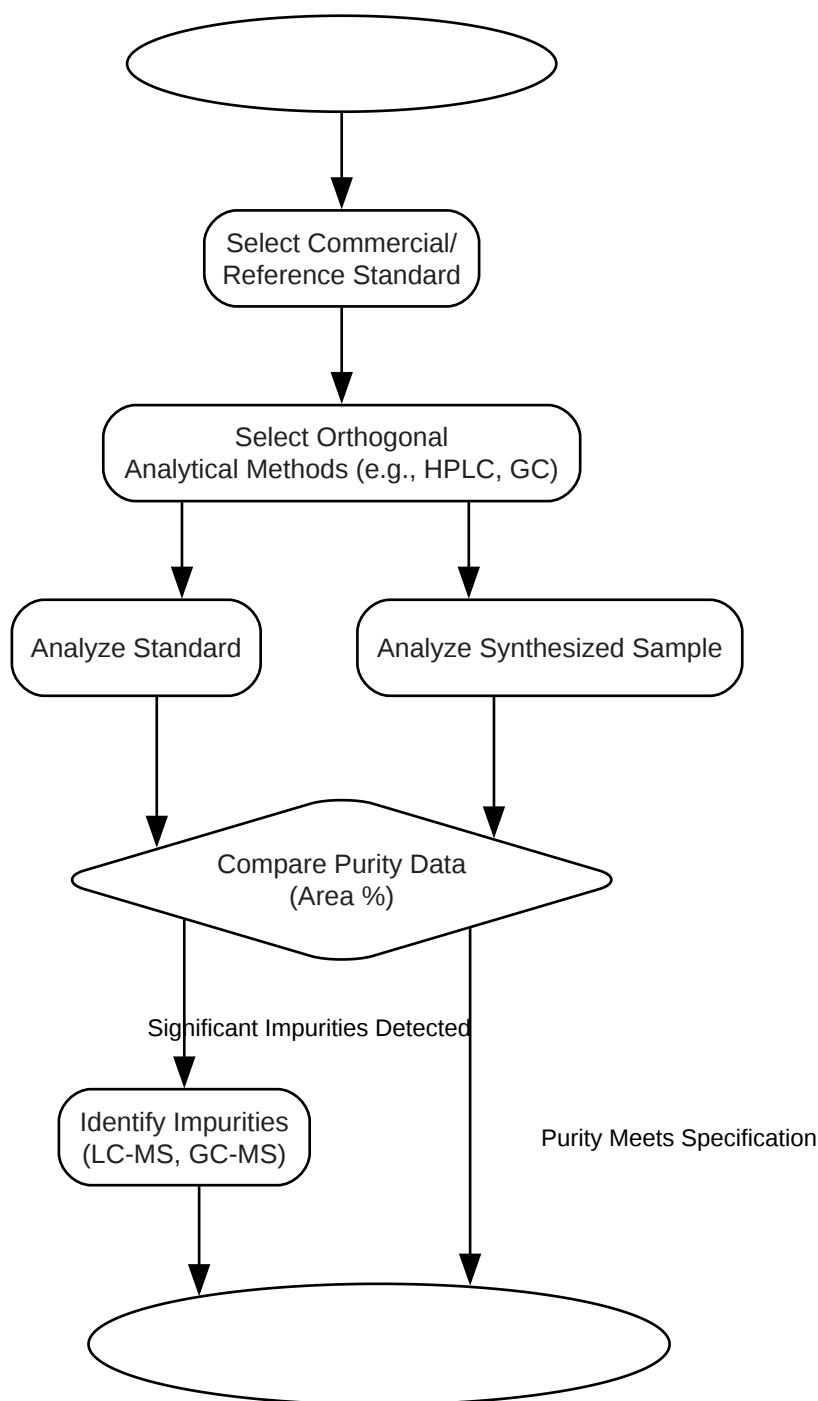 Select Commercial/
Reference Standard
Select Orthogonal
Analytical Methods (e.g., HPLC, GC)
Analyze Standard
Analyze Synthesized Sample
Compare Purity Data
(Area %)
Significant Impurities Detected
Identify Impurities
(LC-MS, GC-MS)
Purity Meets Specification